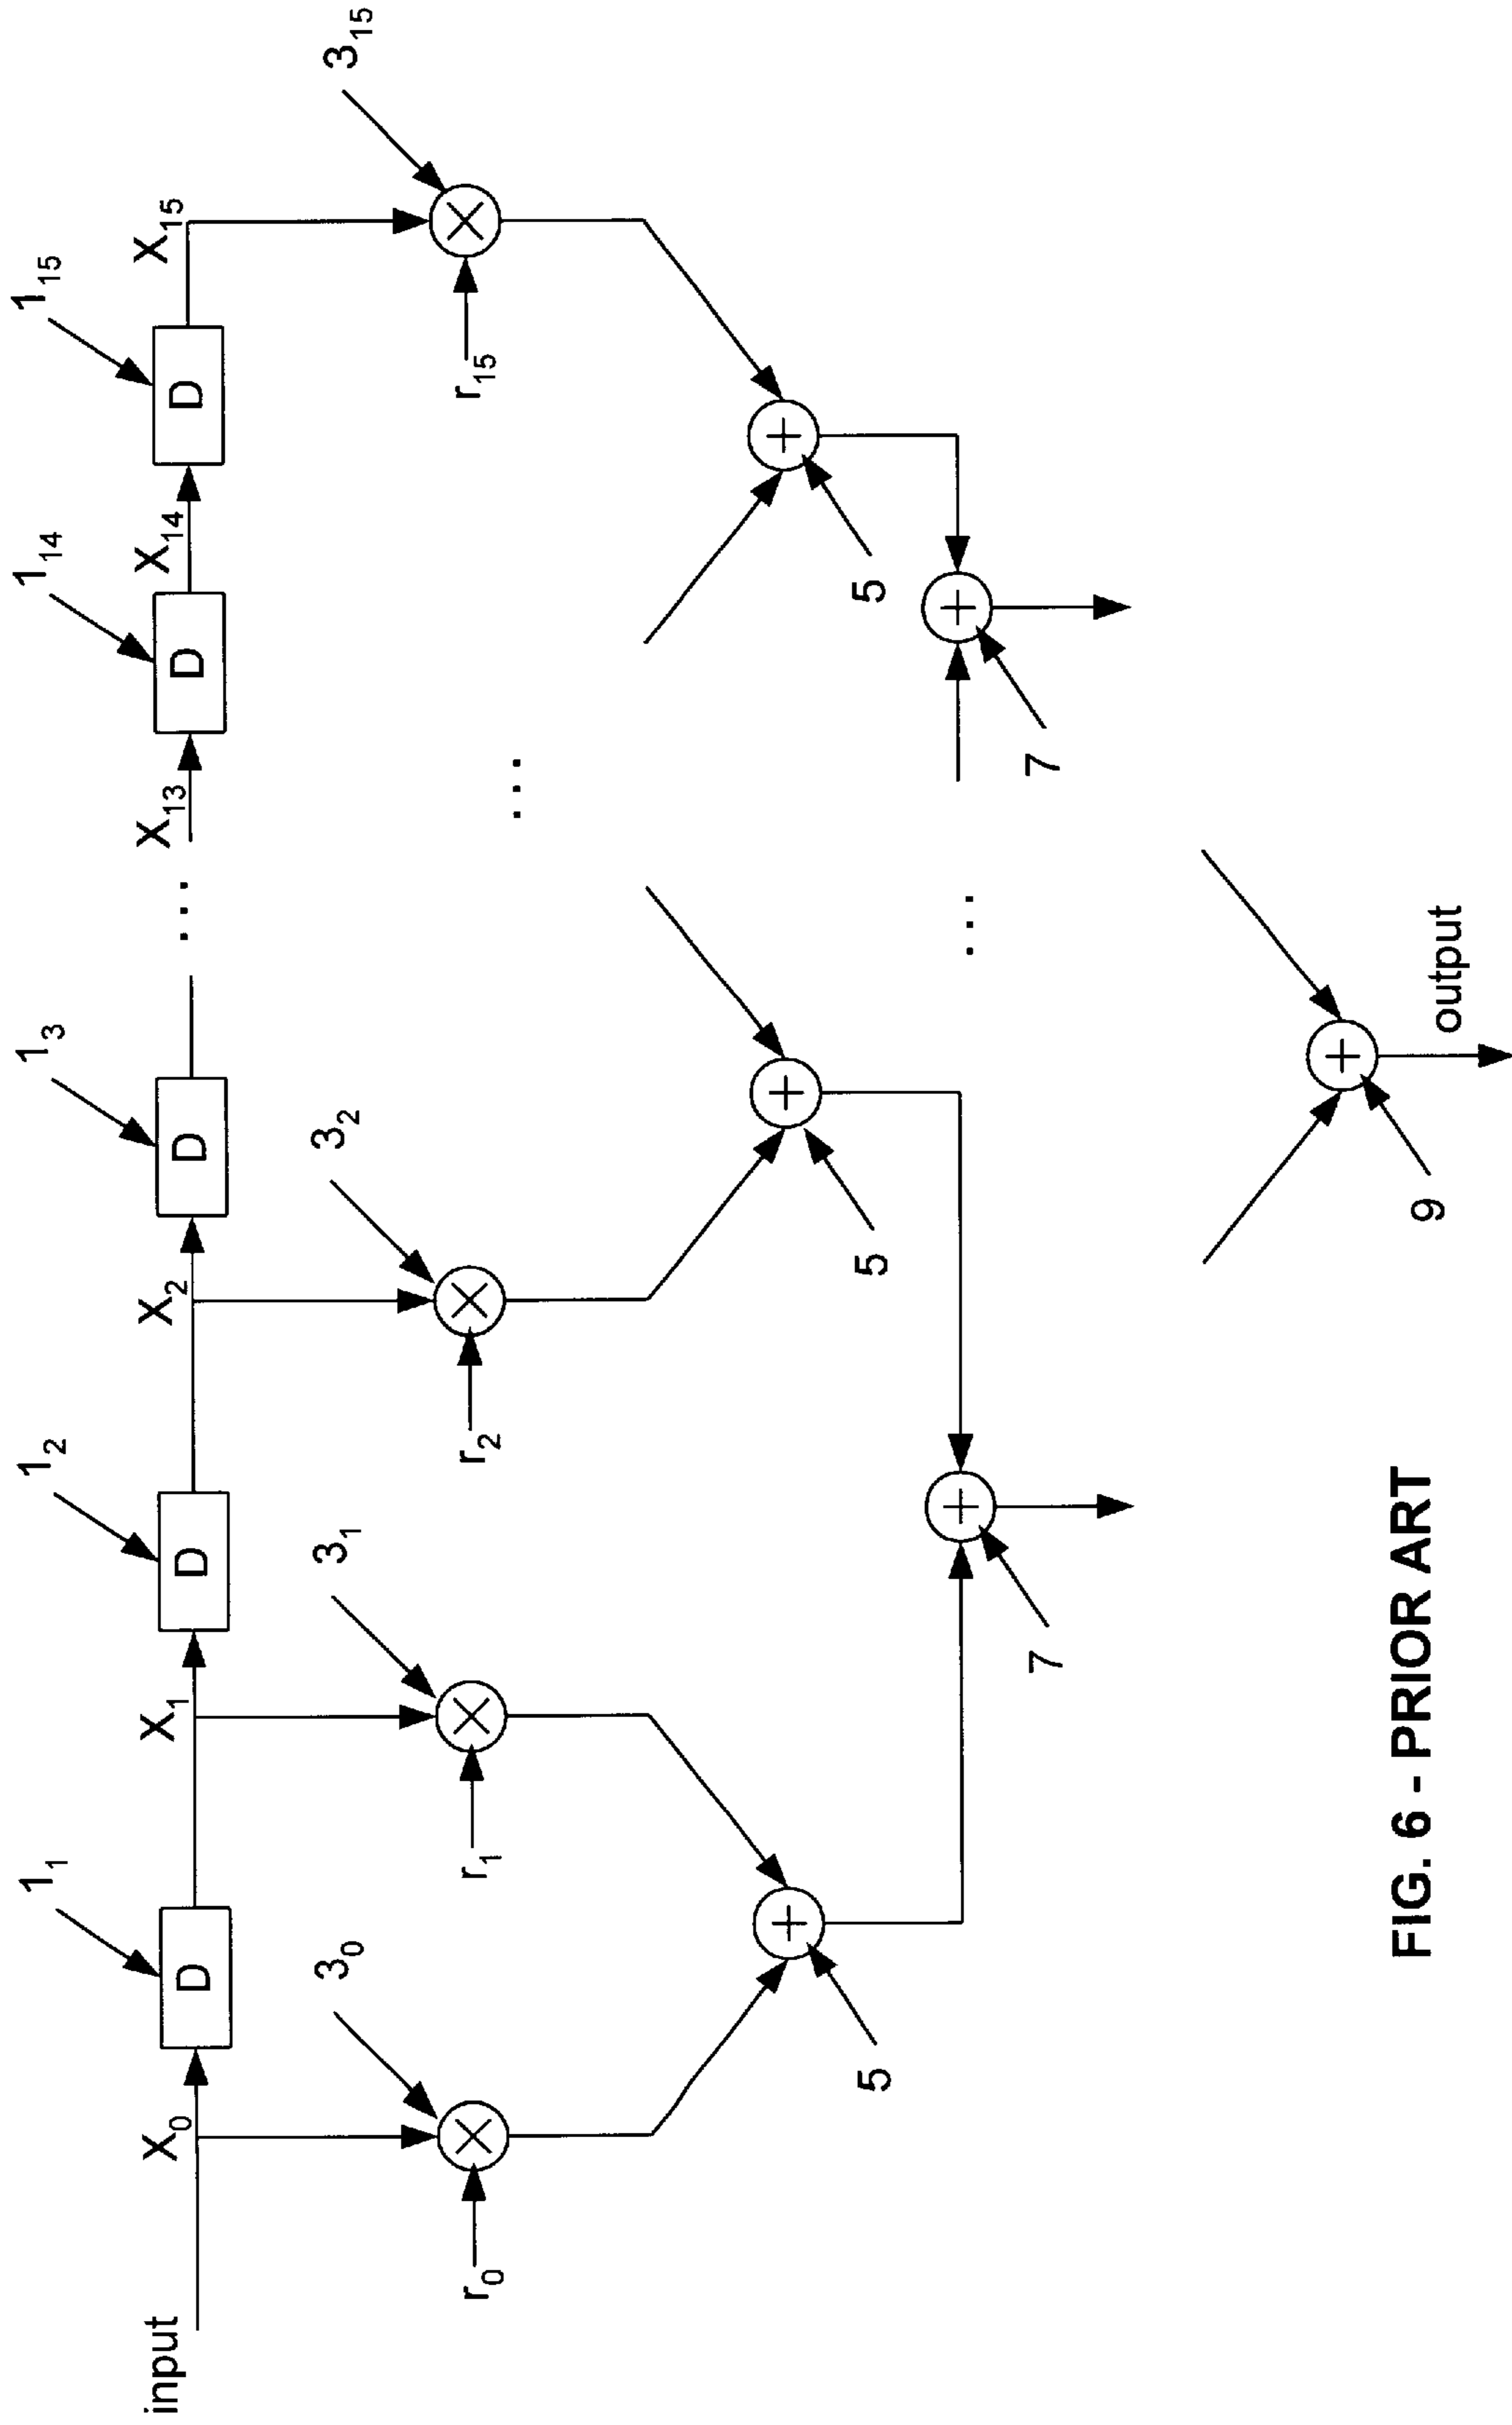 1₁ 1₂ 1₃ 1₁₄ 1₁₅
input X₀ X₁ X₂ ... X₁₃ X₁₄ X₁₅
D D D D D
3₀ 3₁ 3₂ 3₁₅
r₀ r₁ r₂ ... r₁₅
5 5 5
7 ... 7
9 output
FIG. 6 - PRIOR ART